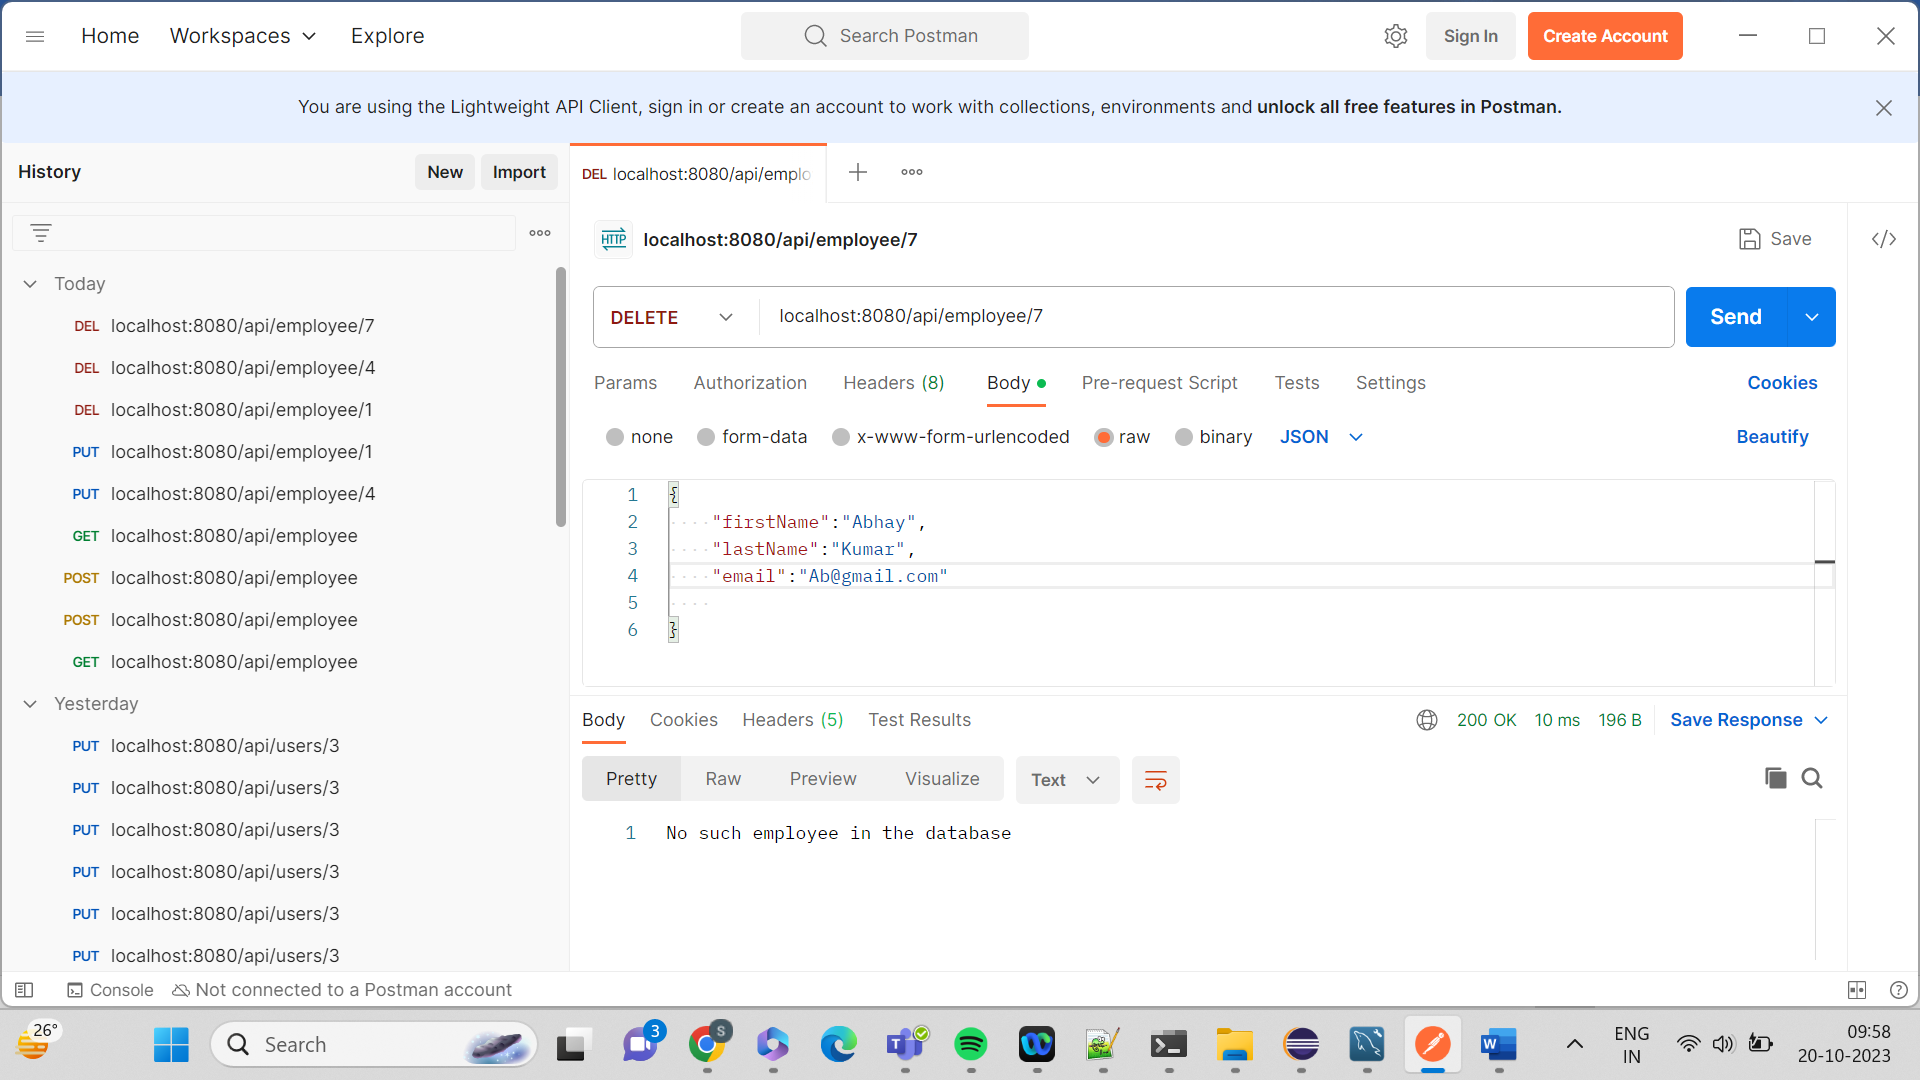 Home Workspaces Explore Search Postman Sign In Create Account
You are using the Lightweight API Client, sign in or create an account to work with collections, environments and unlock all free features in Postman.
History New Import DEL localhost:8080/api/emplo
HTTP localhost:8080/api/employee/7 Save </>
Today
DEL localhost:8080/api/employee/7
DEL localhost:8080/api/employee/4
DEL localhost:8080/api/employee/1
PUT localhost:8080/api/employee/1
PUT localhost:8080/api/employee/4
GET localhost:8080/api/employee
POST localhost:8080/api/employee
POST localhost:8080/api/employee
GET localhost:8080/api/employee
Yesterday
PUT localhost:8080/api/users/3
PUT localhost:8080/api/users/3
PUT localhost:8080/api/users/3
PUT localhost:8080/api/users/3
PUT localhost:8080/api/users/3
PUT localhost:8080/api/users/3
DELETE localhost:8080/api/employee/7 Send
Params Authorization Headers (8) Body Pre-request Script Tests Settings Cookies
none form-data x-www-form-urlencoded raw binary JSON Beautify
1 {
2 "firstName":"Abhay",
3 "lastName":"Kumar",
4 "email":"Ab@gmail.com"
5
6 }
Body Cookies Headers (5) Test Results 200 OK 10 ms 196 B Save Response
Pretty Raw Preview Visualize Text
1 No such employee in the database
Console Not connected to a Postman account
26° Search 3 S T W ENG 09:58
IN 20-10-2023